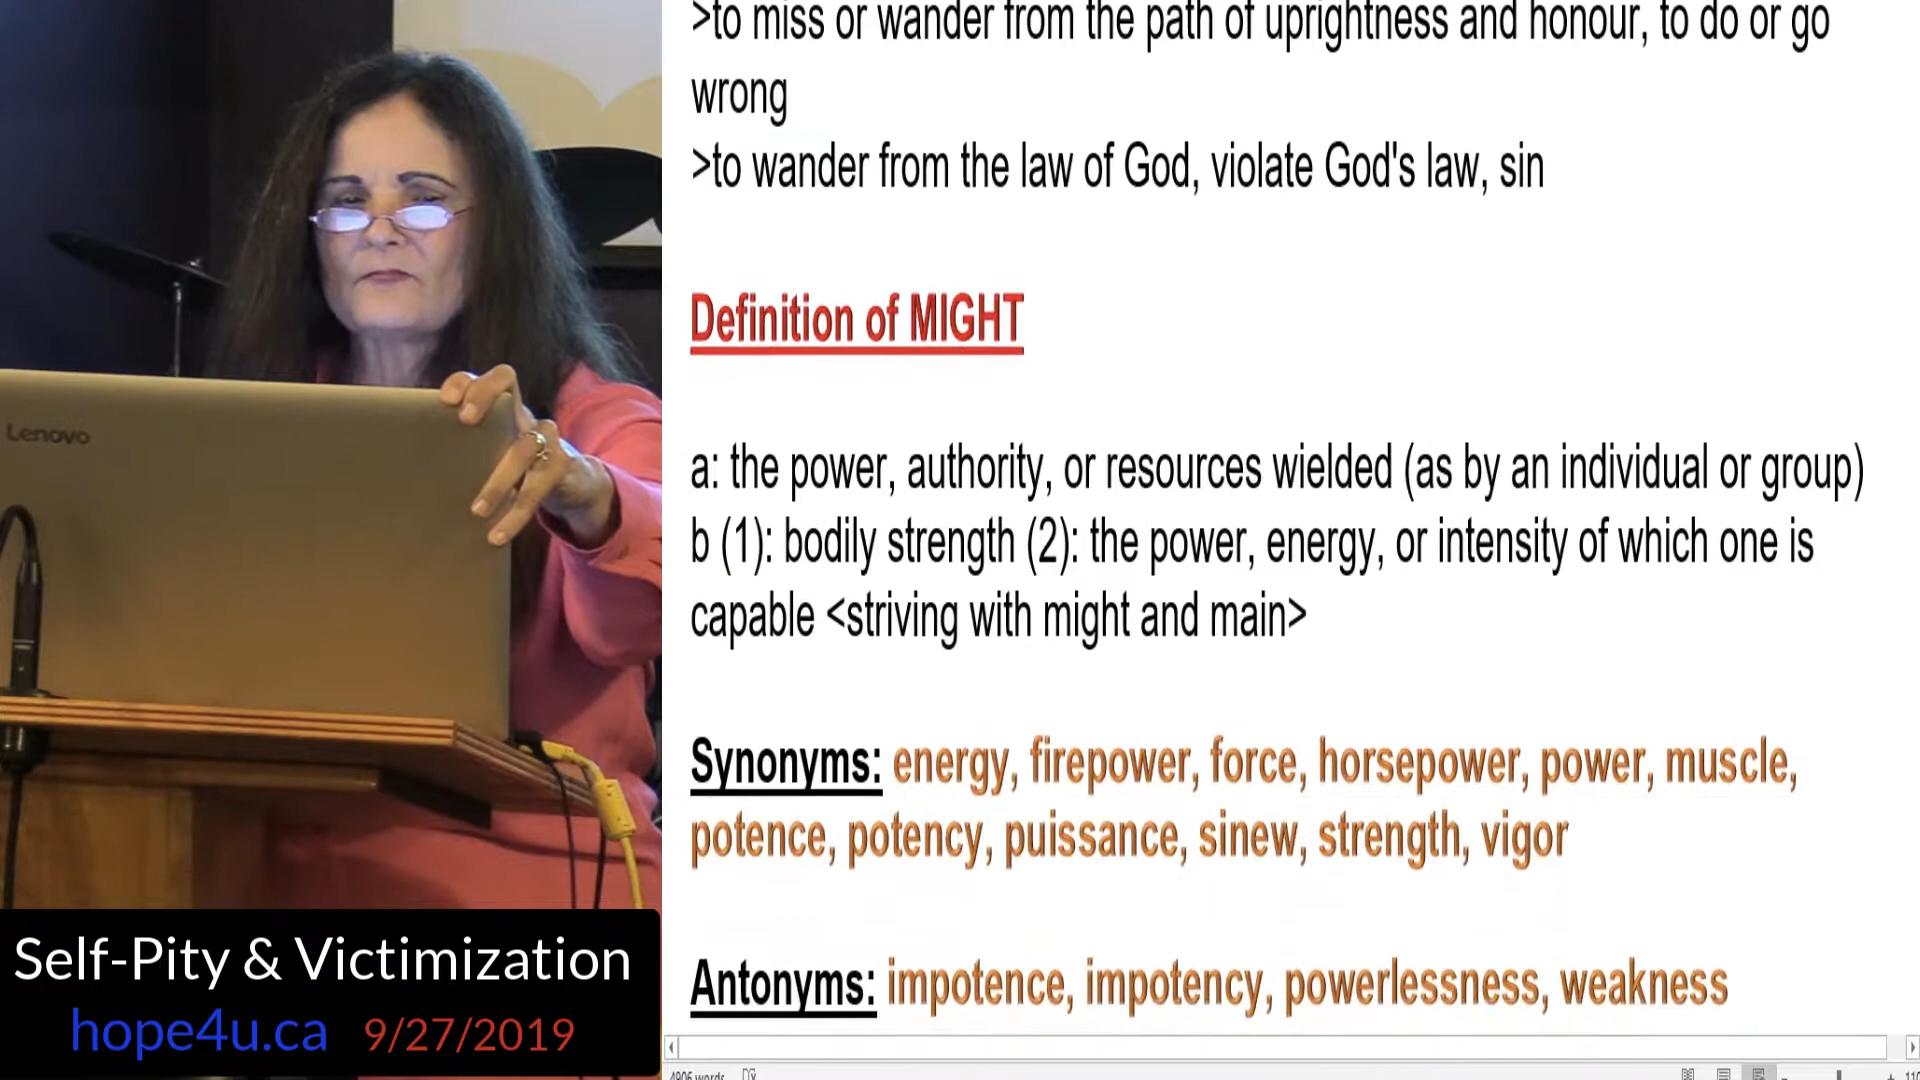 >to miss or wander from the path of uprightness and honour, to do or go
wrong
>to wander from the law of God, violate God's law, sin
Definition of MIGHT
a: the power, authority, or resources wielded (as by an individual or group)
b (1): bodily strength (2): the power, energy, or intensity of which one is
capable <striving with might and main>
Synonyms: energy, firepower, force, horsepower, power, muscle,
potence, potency, puissance, sinew, strength, vigor
Antonyms: impotence, impotency, powerlessness, weakness
4906 words
Lenovo
Self-Pity & Victimization
hope4u.ca 9/27/2019